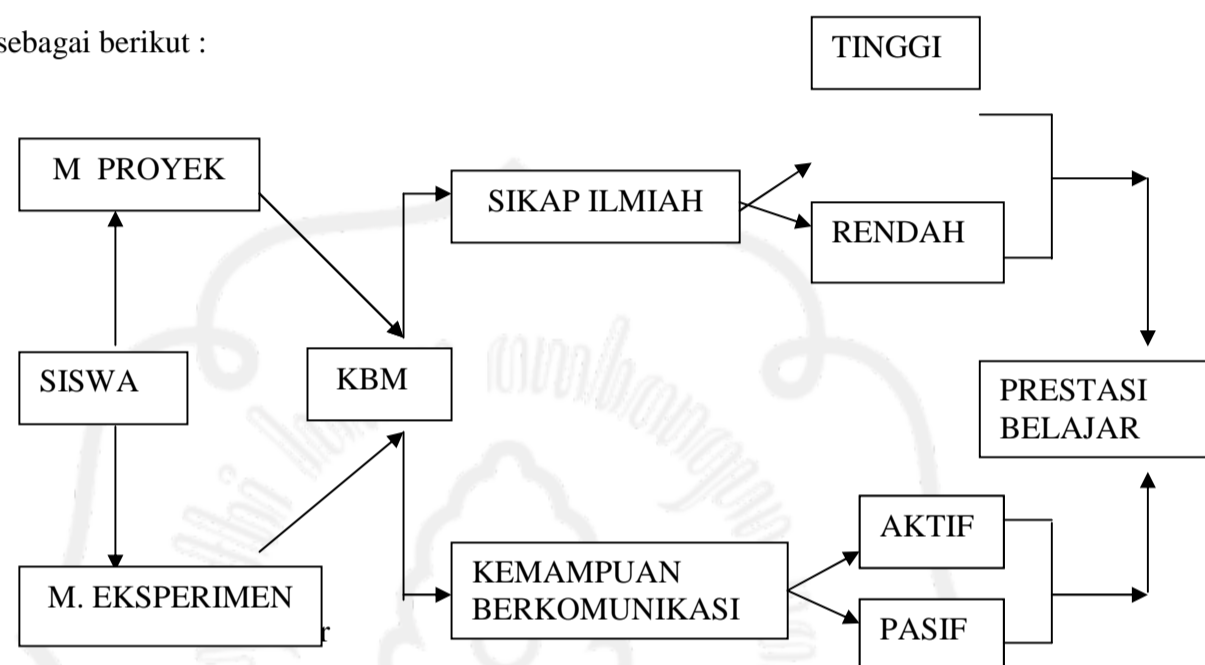 sebagai berikut :
TINGGI
M PROYEK
SIKAP ILMIAH
RENDAH
SISWA
KBM
PRESTASI
BELAJAR
AKTIF
KEMAMPUAN
BERKOMUNIKASI
M. EKSPERIMEN
PASIF